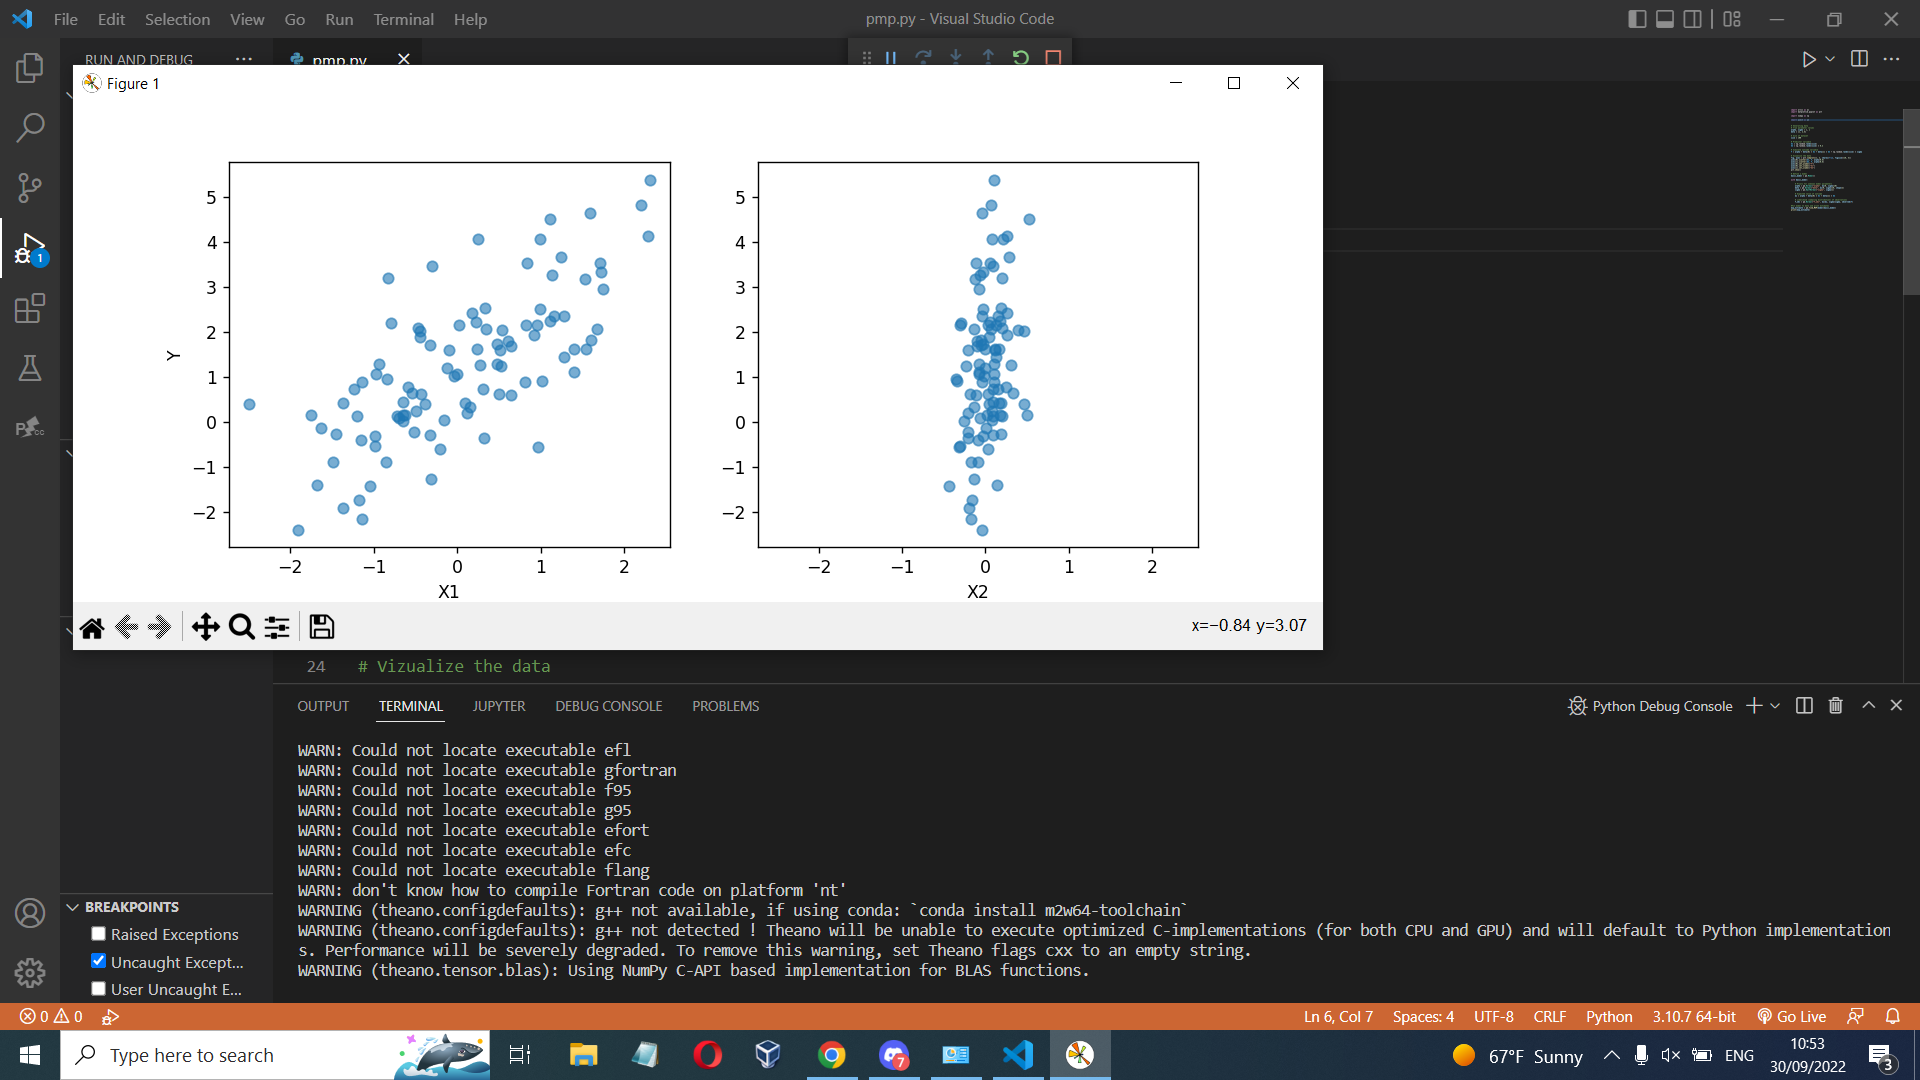 File Edit Selection View Go Run Terminal Help
pmp.py - Visual Studio Code
RUN AND DEBUG ...
pmp.py
Figure 1
5
4
3
2
1
0
−1
−2
Y
−2 −1 0 1 2
X1
5
4
3
2
1
0
−1
−2
−2 −1 0 1 2
X2
x=−0.84 y=3.07
24 # Vizualize the data
OUTPUT TERMINAL JUPYTER DEBUG CONSOLE PROBLEMS
Python Debug Console
WARN: Could not locate executable efl
WARN: Could not locate executable gfortran
WARN: Could not locate executable f95
WARN: Could not locate executable g95
WARN: Could not locate executable efort
WARN: Could not locate executable efc
WARN: Could not locate executable flang
WARN: don't know how to compile Fortran code on platform 'nt'
WARNING (theano.configdefaults): g++ not available, if using conda: `conda install m2w64-toolchain`
WARNING (theano.configdefaults): g++ not detected ! Theano will be unable to execute optimized C-implementations (for both CPU and GPU) and will default to Python implementation
s. Performance will be severely degraded. To remove this warning, set Theano flags cxx to an empty string.
WARNING (theano.tensor.blas): Using NumPy C-API based implementation for BLAS functions.
1
BREAKPOINTS
Raised Exceptions
Uncaught Except...
User Uncaught E...
0 0
Ln 6, Col 7 Spaces: 4 UTF-8 CRLF Python 3.10.7 64-bit Go Live
Type here to search
7
67°F Sunny
ENG
10:53
30/09/2022
3